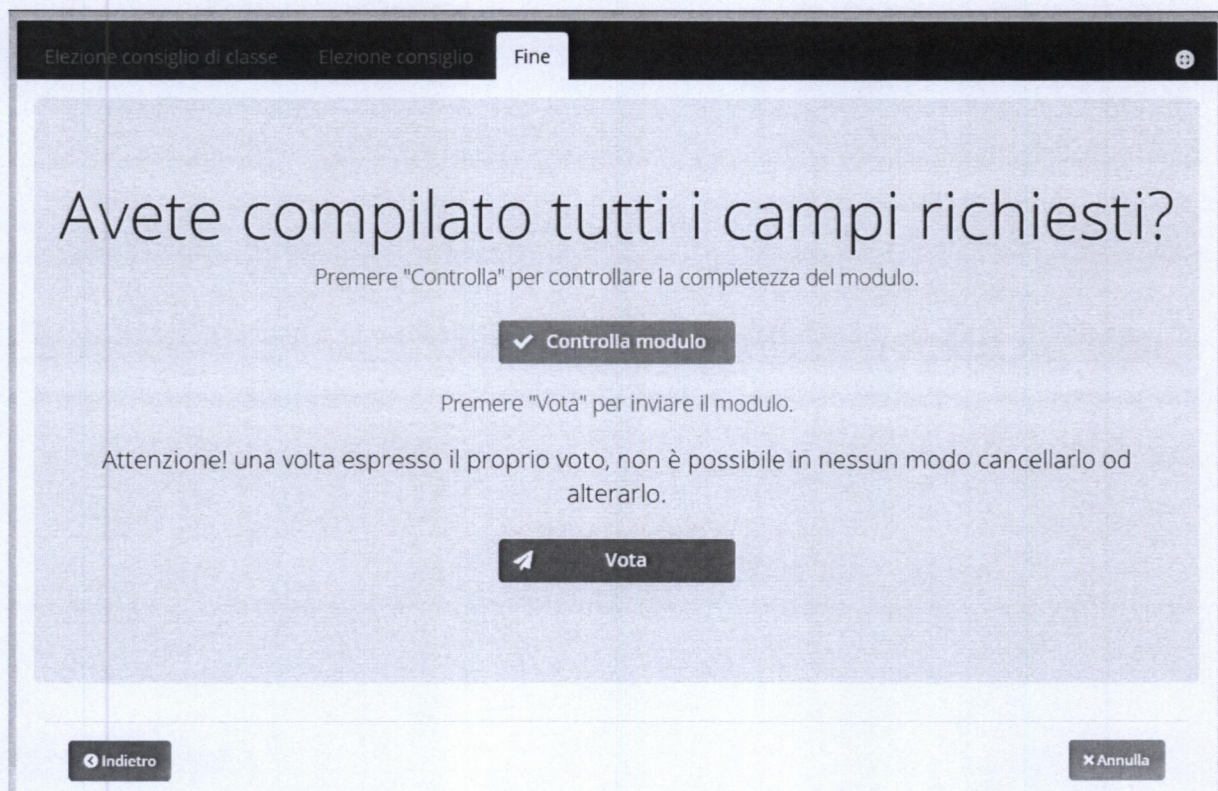 Elezione consiglio di classe Elezione consiglio Fine
Avete compilato tutti i campi richiesti?
Premere "Controlla" per controllare la completezza del modulo.
Controlla modulo
Premere "Vota" per inviare il modulo.
Attenzione! una volta espresso il proprio voto, non è possibile in nessun modo cancellarlo od
alterarlo.
Vota
Indietro Annulla